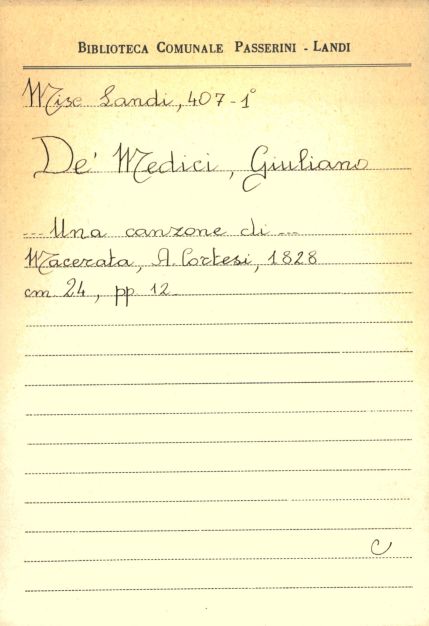 BIBLIOTECA COMUNALE PASSERINI - LANDI
Misc Landi, 407-1°
De' Medici, Giuliano
--- Una canzone di ---
Macerata, A. Cortesi, 1828
cm 24, pp 12
C